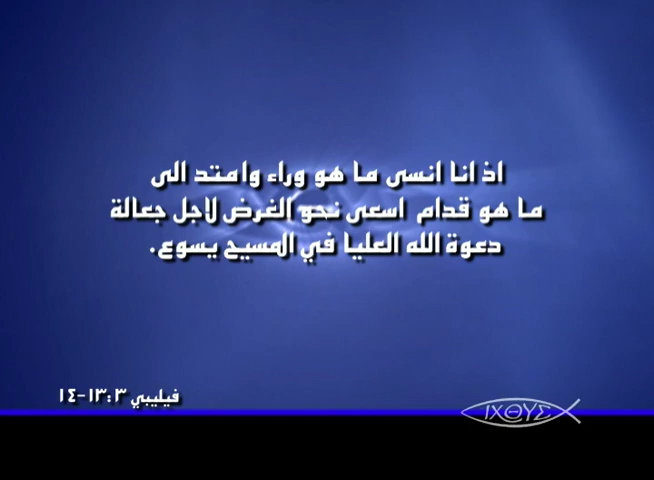 اذ انا انسى ما هو وراء وامتد الى
ما هو قدام اسعى نحو الغرض لاجل جعالة
دعوة الله العليا في المسيح يسوع.
فيليبي ٣:١٣-١٤
ΙΧΘΥΣ